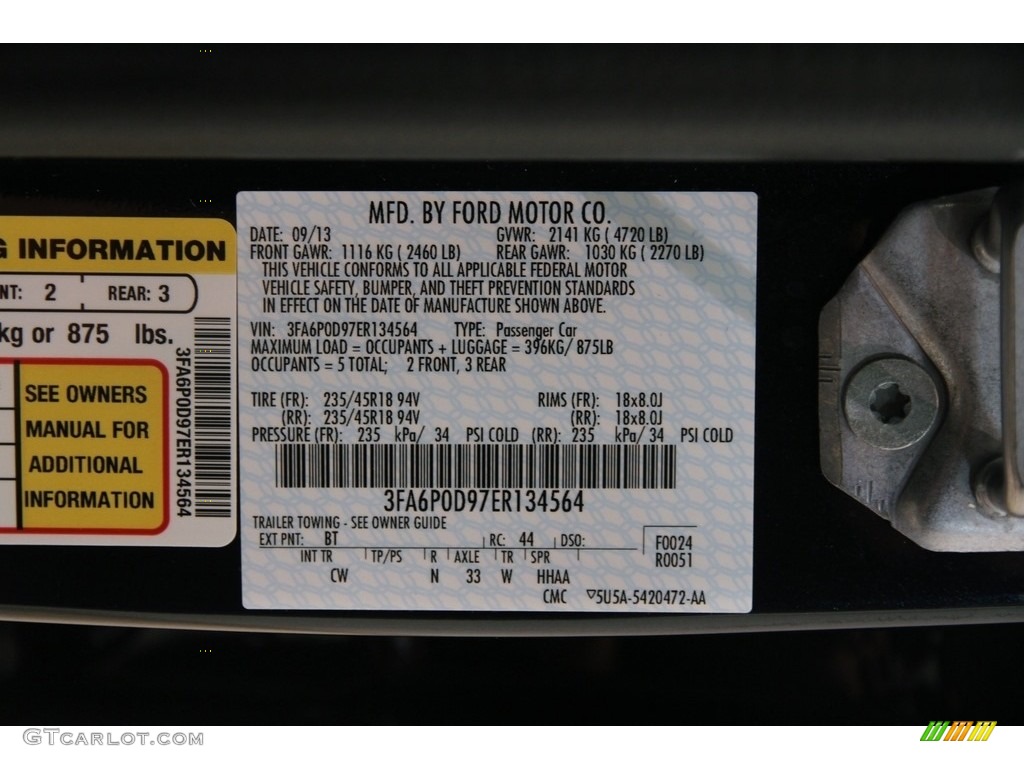 G INFORMATION
NT: 2 REAR: 3
kg or 875 lbs.
SEE OWNERS
MANUAL FOR
ADDITIONAL
INFORMATION
3FA6P0D97ER134564
MFD. BY FORD MOTOR CO.
DATE: 09/13 GVWR: 2141 KG ( 4720 LB)
FRONT GAWR: 1116 KG ( 2460 LB) REAR GAWR: 1030 KG ( 2270 LB)
THIS VEHICLE CONFORMS TO ALL APPLICABLE FEDERAL MOTOR
VEHICLE SAFETY, BUMPER, AND THEFT PREVENTION STANDARDS
IN EFFECT ON THE DATE OF MANUFACTURE SHOWN ABOVE.
VIN: 3FA6P0D97ER134564 TYPE: Passenger Car
MAXIMUM LOAD = OCCUPANTS + LUGGAGE = 396KG/ 875LB
OCCUPANTS = 5 TOTAL; 2 FRONT, 3 REAR
TIRE (FR): 235/45R18 94V RIMS (FR): 18x8.0J
(RR): 235/45R18 94V (RR): 18x8.0J
PRESSURE (FR): 235 kPa/ 34 PSI COLD (RR): 235 kPa/ 34 PSI COLD
3FA6P0D97ER134564
TRAILER TOWING - SEE OWNER GUIDE
EXT PNT: BT RC: 44 DSO: F0024
INT TR TP/PS R AXLE TR SPR R0051
CW N 33 W HHAA
CMC ▽5U5A-5420472-AA
GTCARLOT.COM